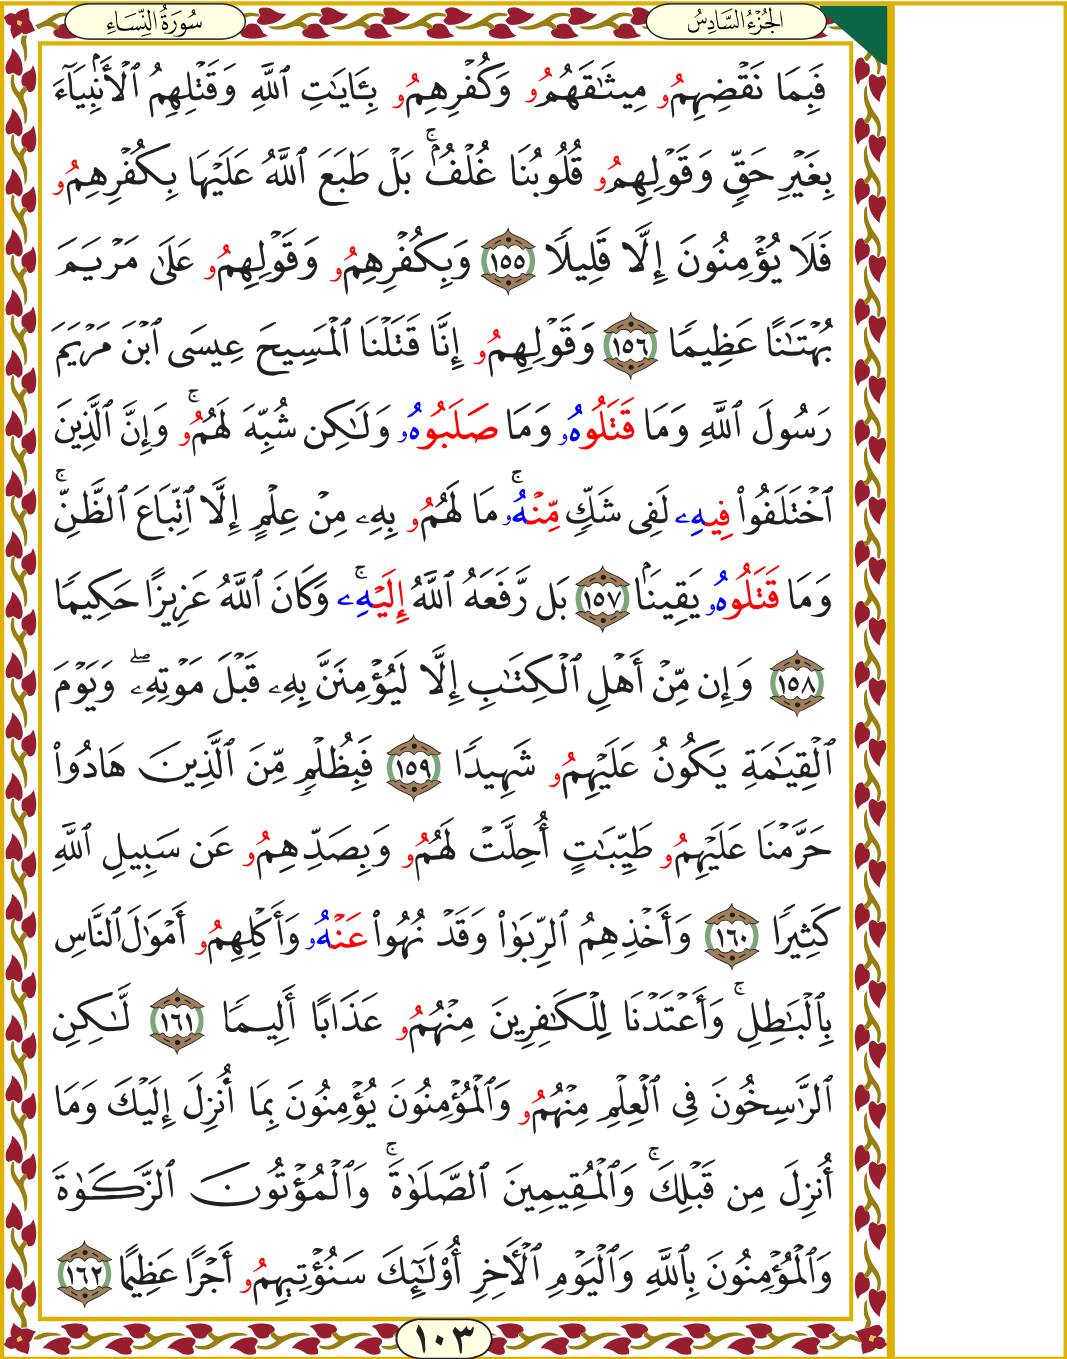 سُورَةُ النِّسَاءِ الجُزْءُ السَّادِسُ
فَبِمَا نَقْضِهِمُۥ مِيثَٰقَهُمُۥ وَكُفْرِهِمُۥ بِـَٔايَٰتِ ٱللَّهِ وَقَتْلِهِمُ ٱلْأَنۢبِيَآءَ
بِغَيْرِ حَقٍّ وَقَوْلِهِمُۥ قُلُوبُنَا غُلْفُۢۚ بَلْ طَبَعَ ٱللَّهُ عَلَيْهَا بِكُفْرِهِمُۥ
فَلَا يُؤْمِنُونَ إِلَّا قَلِيلًا ١٥٥ وَبِكُفْرِهِمُۥ وَقَوْلِهِمُۥ عَلَىٰ مَرْيَمَ
بُهْتَٰنًا عَظِيمًا ١٥٦ وَقَوْلِهِمُۥ إِنَّا قَتَلْنَا ٱلْمَسِيحَ عِيسَى ٱبْنَ مَرْيَمَ
رَسُولَ ٱللَّهِ وَمَا قَتَلُوهُۥ وَمَا صَلَبُوهُۥ وَلَٰكِن شُبِّهَ لَهُمُۥۚ وَإِنَّ ٱلَّذِينَ
ٱخْتَلَفُوا۟ فِيهِۦ لَفِى شَكٍّ مِّنْهُۥۚ مَا لَهُمُۥ بِهِۦ مِنْ عِلْمٍ إِلَّا ٱتِّبَاعَ ٱلظَّنِّۚ
وَمَا قَتَلُوهُۥ يَقِينَۢا ١٥٧ بَل رَّفَعَهُ ٱللَّهُ إِلَيْهِۦۚ وَكَانَ ٱللَّهُ عَزِيزًا حَكِيمًا
١٥٨ وَإِن مِّنْ أَهْلِ ٱلْكِتَٰبِ إِلَّا لَيُؤْمِنَنَّ بِهِۦ قَبْلَ مَوْتِهِۦۖ وَيَوْمَ
ٱلْقِيَٰمَةِ يَكُونُ عَلَيْهِمُۥ شَهِيدًا ١٥٩ فَبِظُلْمٍ مِّنَ ٱلَّذِينَ هَادُوا۟
حَرَّمْنَا عَلَيْهِمُۥ طَيِّبَٰتٍ أُحِلَّتْ لَهُمُۥ وَبِصَدِّهِمُۥ عَن سَبِيلِ ٱللَّهِ
كَثِيرًا ١٦٠ وَأَخْذِهِمُ ٱلرِّبَوٰا۟ وَقَدْ نُهُوا۟ عَنْهُۥ وَأَكْلِهِمُۥ أَمْوَٰلَ ٱلنَّاسِ
بِٱلْبَٰطِلِۚ وَأَعْتَدْنَا لِلْكَٰفِرِينَ مِنْهُمُۥ عَذَابًا أَلِيمًا ١٦١ لَّٰكِنِ
ٱلرَّٰسِخُونَ فِى ٱلْعِلْمِ مِنْهُمُۥ وَٱلْمُؤْمِنُونَ يُؤْمِنُونَ بِمَا أُنزِلَ إِلَيْكَ وَمَا
أُنزِلَ مِن قَبْلِكَۚ وَٱلْمُقِيمِينَ ٱلصَّلَوٰةَۚ وَٱلْمُؤْتُونَ ٱلزَّكَوٰةَ
وَٱلْمُؤْمِنُونَ بِٱللَّهِ وَٱلْيَوْمِ ٱلْأَخِرِ أُو۟لَٰٓئِكَ سَنُؤْتِيهِمُۥ أَجْرًا عَظِيمًا ١٦٢
١٠٣